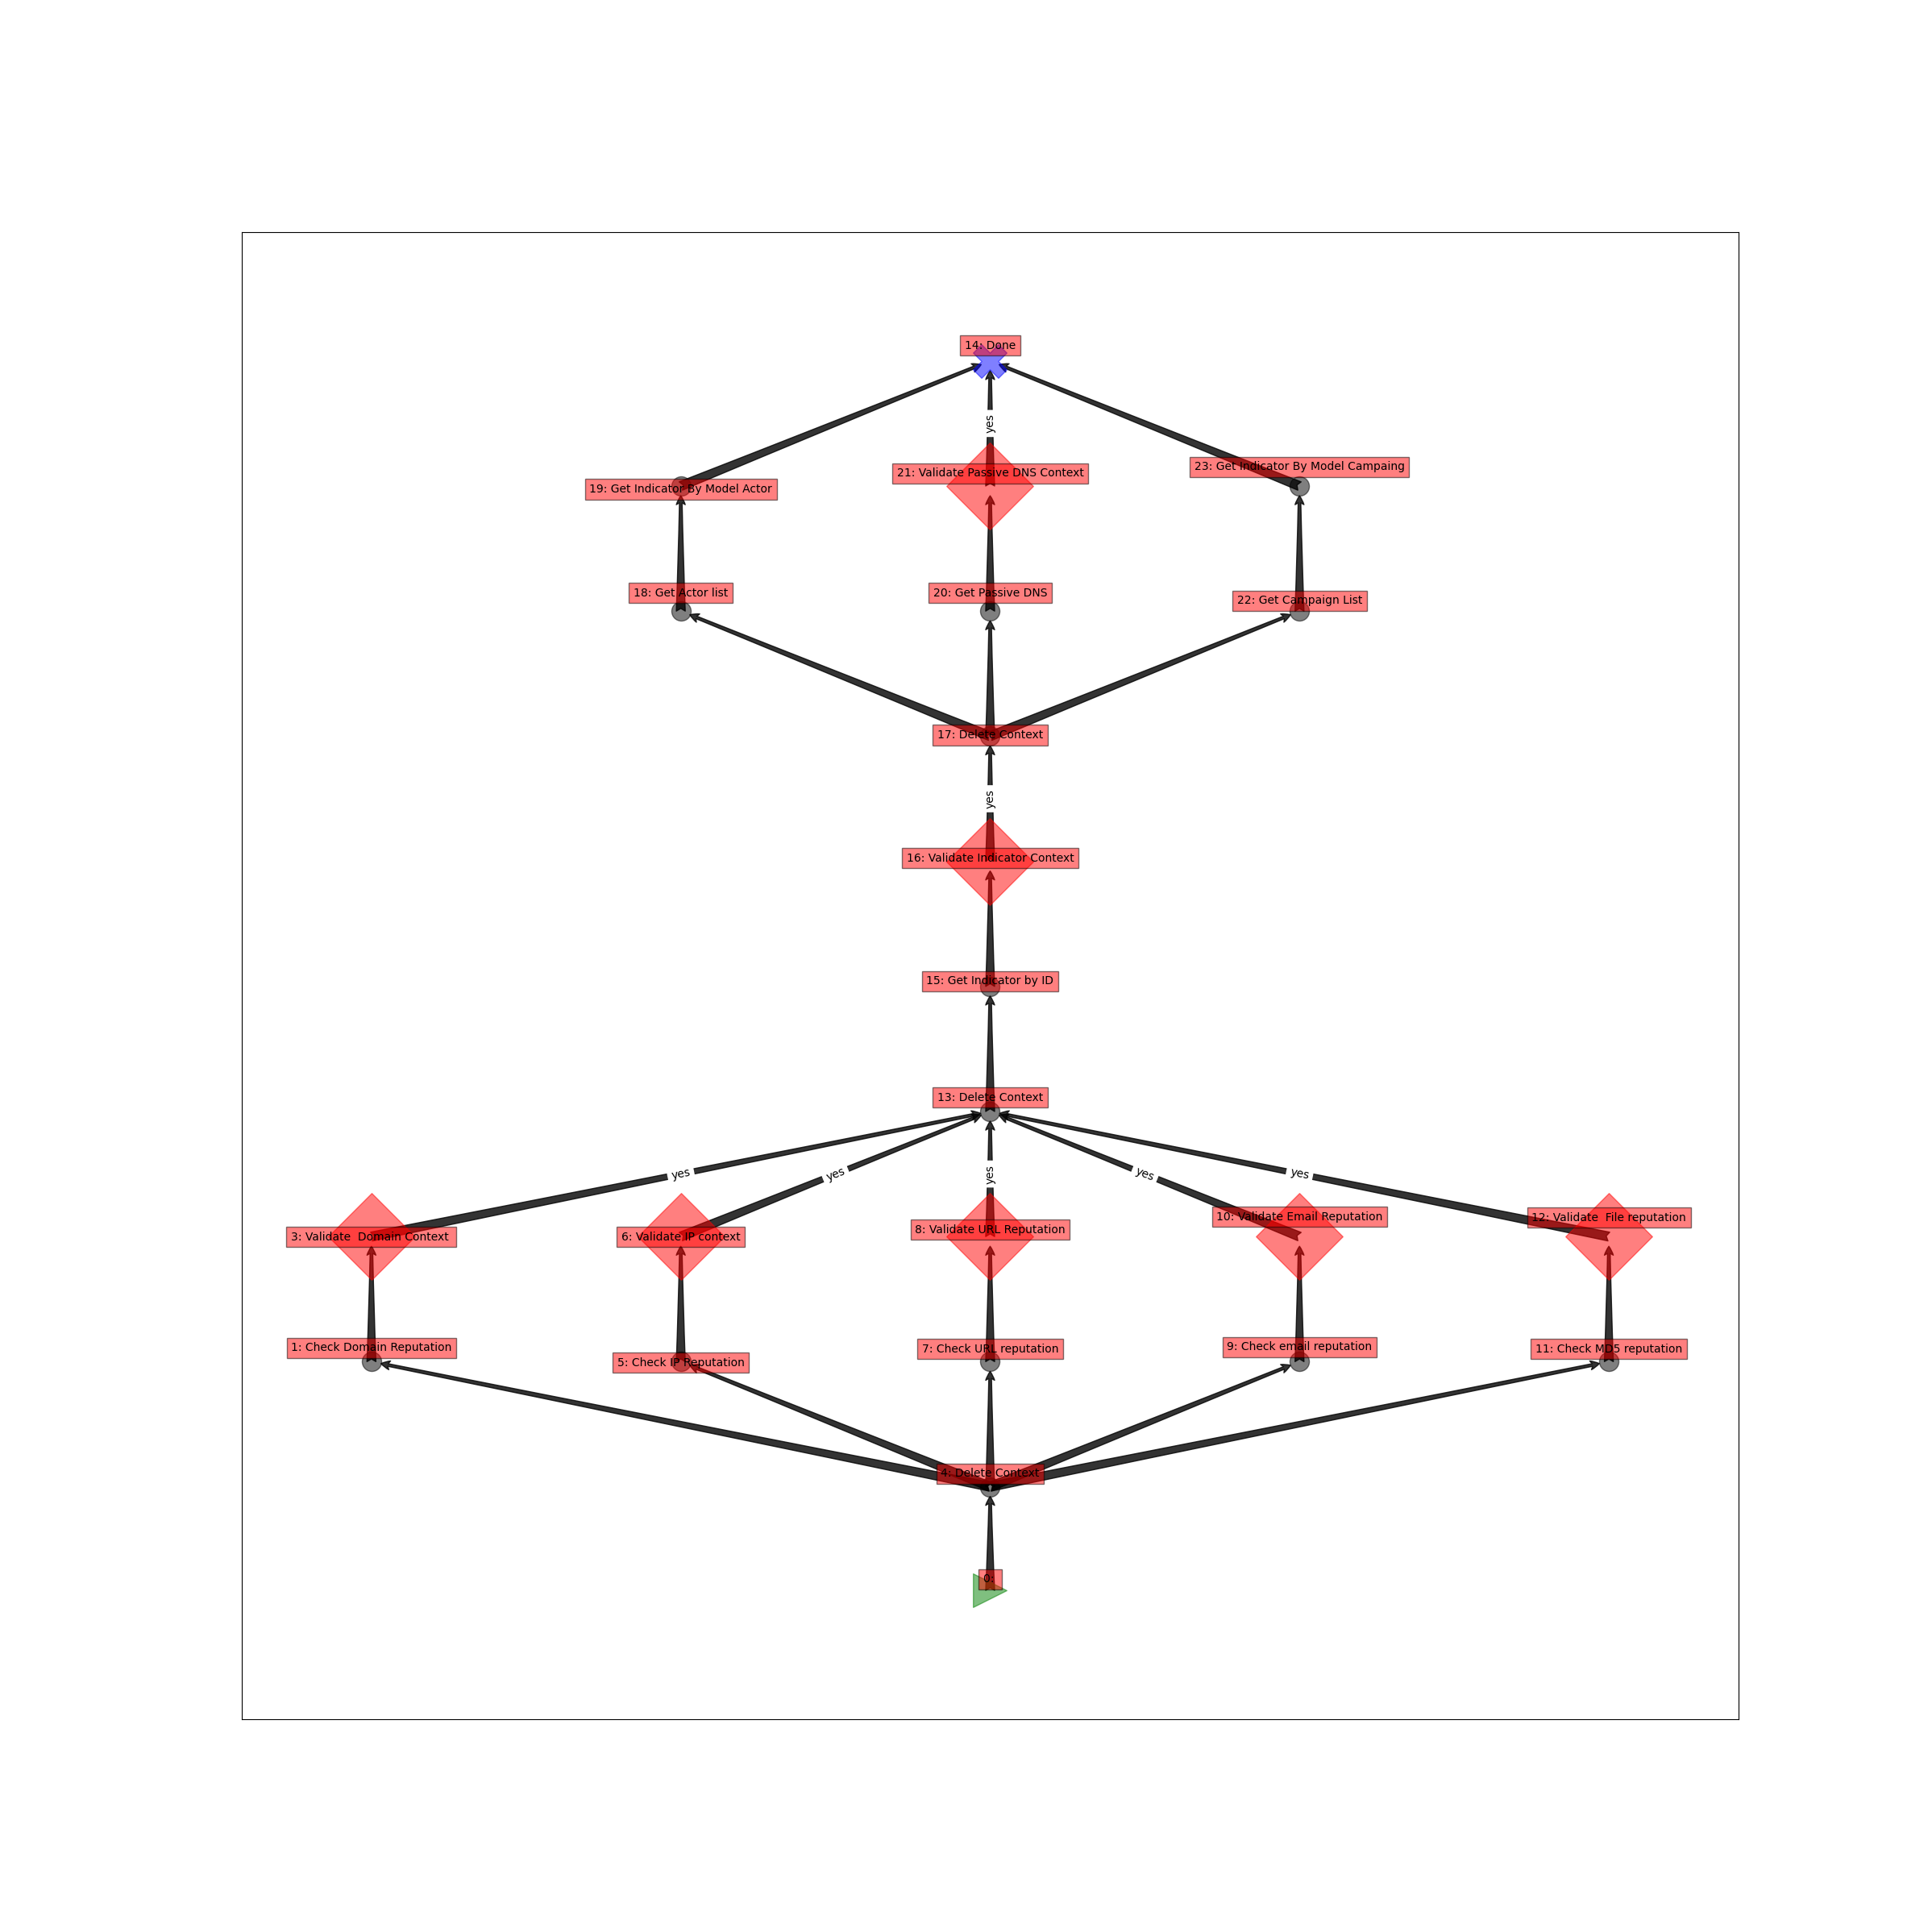 14: Done
yes
23: Get Indicator By Model Campaing
21: Validate Passive DNS Context
19: Get Indicator By Model Actor
18: Get Actor list
20: Get Passive DNS
22: Get Campaign List
17: Delete Context
yes
16: Validate Indicator Context
15: Get Indicator by ID
13: Delete Context
yes
yes
yes
yes
yes
3: Validate  Domain Context
6: Validate IP context
8: Validate URL Reputation
10: Validate Email Reputation
12: Validate  File reputation
1: Check Domain Reputation
5: Check IP Reputation
7: Check URL reputation
9: Check email reputation
11: Check MD5 reputation
4: Delete Context
0: